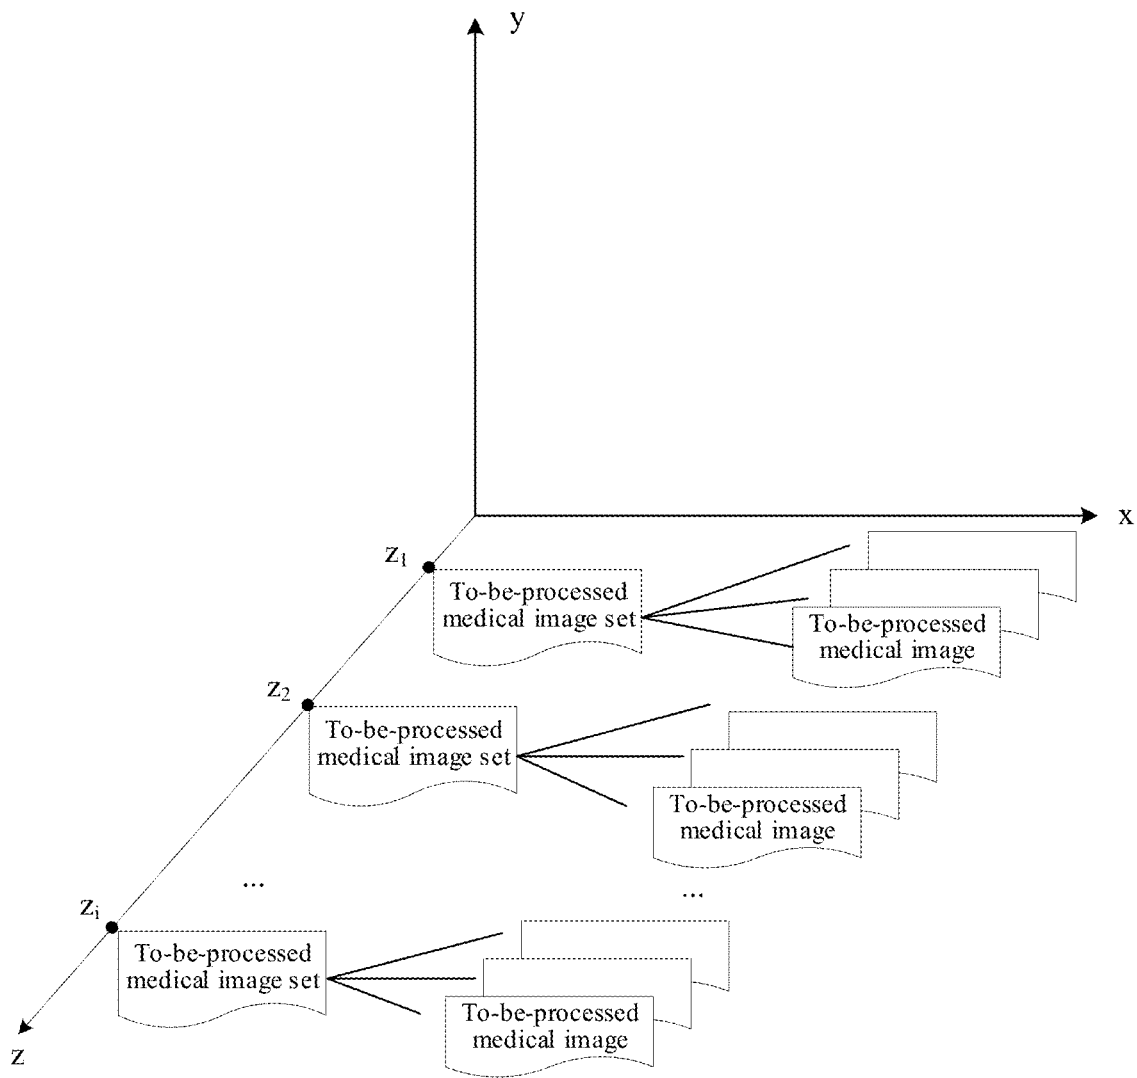 y
x
z1
To-be-processed
medical image set
To-be-processed
medical image
z2
To-be-processed
medical image set
To-be-processed
medical image
...
...
zi
To-be-processed
medical image set
To-be-processed
medical image
z